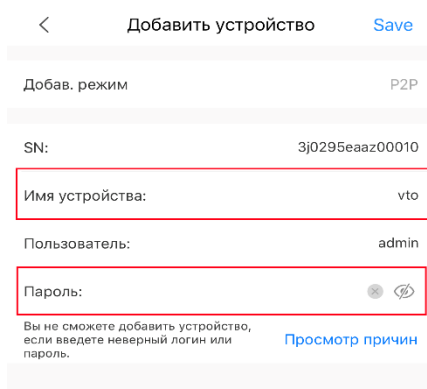 Добавить устройство Save
Добав. режим P2P
SN: 3j0295eaaz00010
Имя устройства: vto
Пользователь: admin
Пароль:
Вы не сможете добавить устройство,
если введете неверный логин или Просмотр причин
пароль.